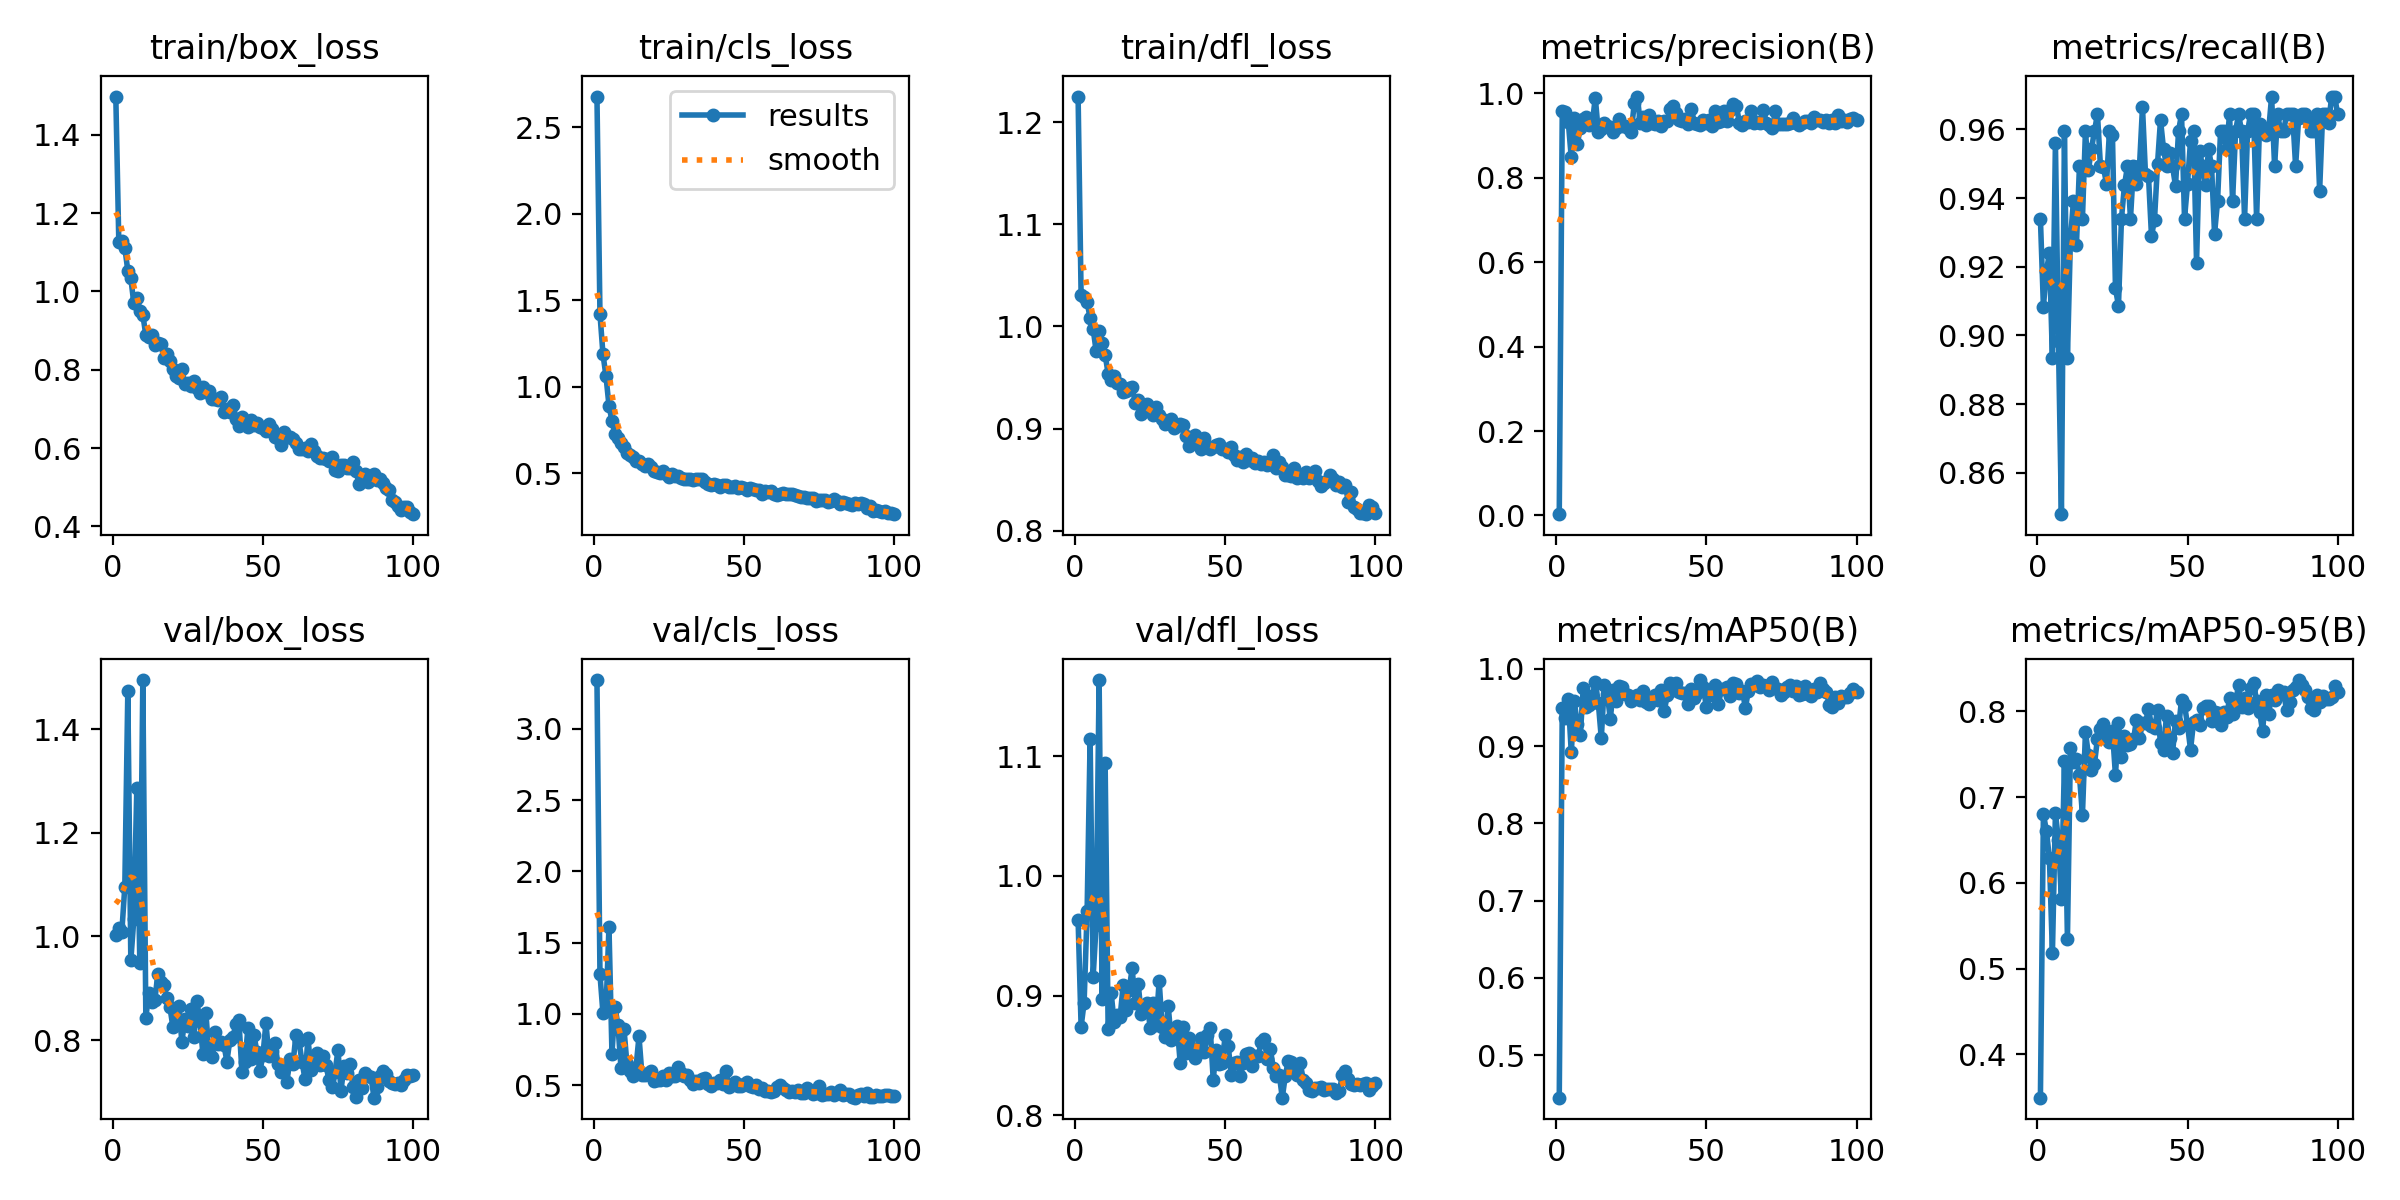 train/box_loss
1.4
1.2
1.0
0.8
0.6
0.4
0 50 100
train/cls_loss
results
smooth
2.5
2.0
1.5
1.0
0.5
0 50 100
train/dfl_loss
1.2
1.1
1.0
0.9
0.8
0 50 100
metrics/precision(B)
1.0
0.8
0.6
0.4
0.2
0.0
0 50 100
metrics/recall(B)
0.96
0.94
0.92
0.90
0.88
0.86
0 50 100
val/box_loss
1.4
1.2
1.0
0.8
0 50 100
val/cls_loss
3.0
2.5
2.0
1.5
1.0
0.5
0 50 100
val/dfl_loss
1.1
1.0
0.9
0.8
0 50 100
metrics/mAP50(B)
1.0
0.9
0.8
0.7
0.6
0.5
0 50 100
metrics/mAP50-95(B)
0.8
0.7
0.6
0.5
0.4
0 50 100